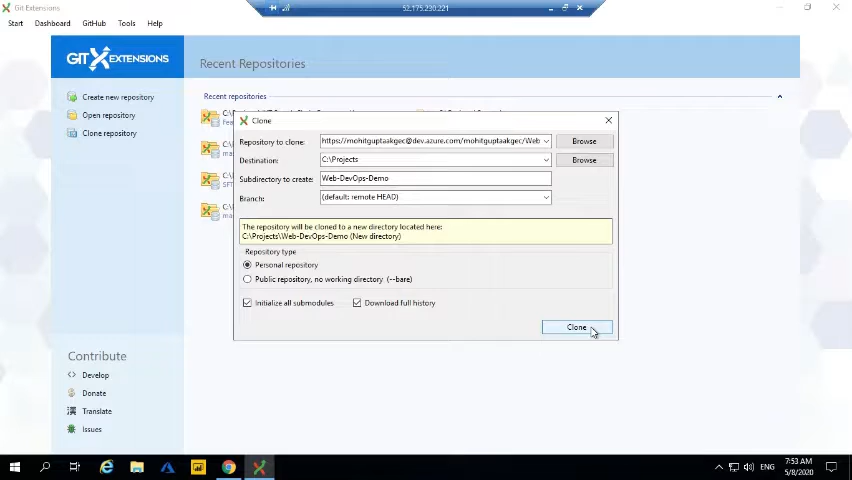 Git Extensions
52.175.230.221
Start Dashboard GitHub Tools Help
GIT EXTENSIONS
Recent Repositories
Create new repository
Open repository
Clone repository
Recent repositories
Clone
Repository to clone: https://mohitguptaakgec@dev.azure.com/mohitguptaakgec/Web Browse
Destination: C:\Projects Browse
Subdirectory to create: Web-DevOps-Demo
Branch: (default: remote HEAD)
The repository will be cloned to a new directory located here:
C:\Projects\Web-DevOps-Demo (New directory)
Repository type
Personal repository
Public repository, no working directory (--bare)
Initialize all submodules Download full history
Clone
Contribute
Develop
Donate
Translate
Issues
ENG
7:53 AM
5/8/2020